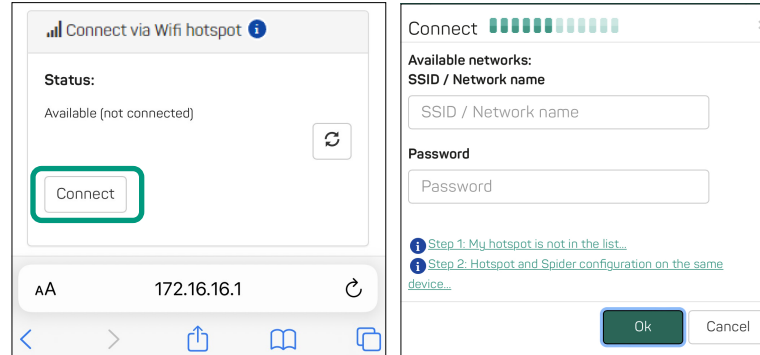 Connect via Wifi hotspot i
Status:
Available (not connected)
Connect
AA 172.16.16.1
Connect
Available networks:
SSID / Network name
SSID / Network name
Password
Password
i Step 1: My hotspot is not in the list...
i Step 2: Hotspot and Spider configuration on the same
device...
Ok Cancel